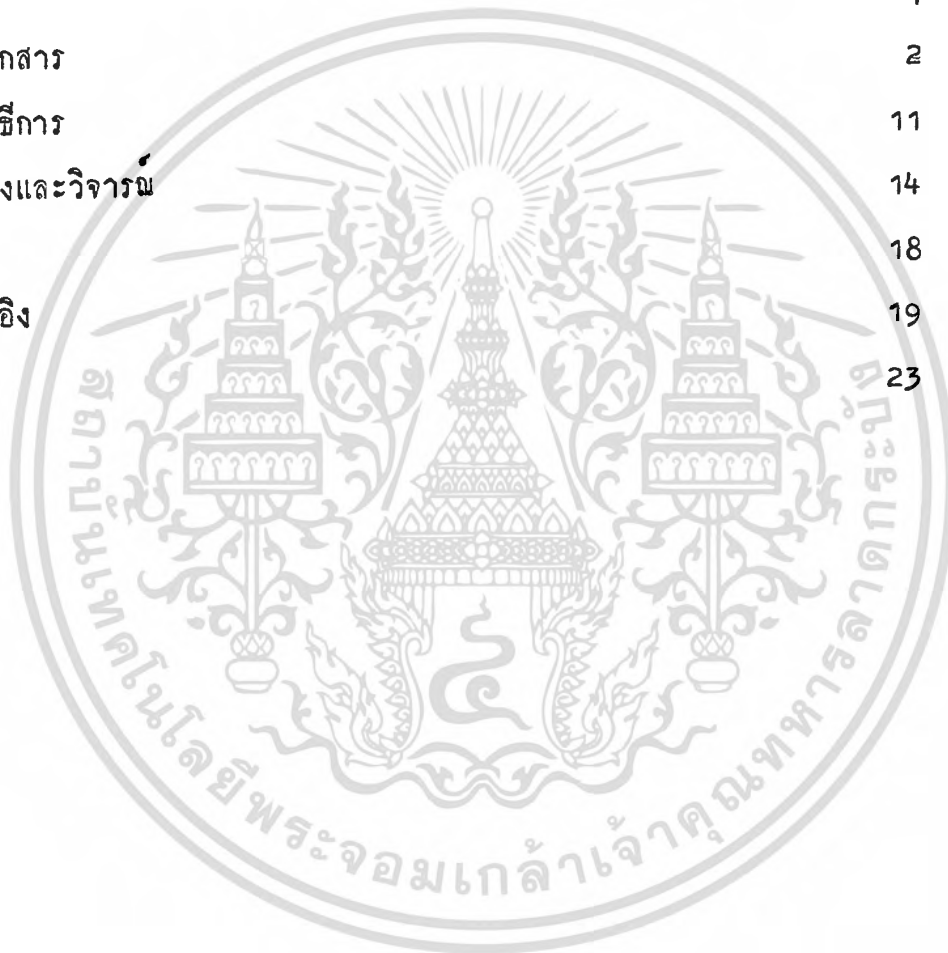 กสาร 2
ธีการ 11
งและวิจารณ์ 14
18
อิง 19
23
สถาบันเทคโนโลยีพระจอมเกล้าเจ้าคุณทหารลาดกระบัง